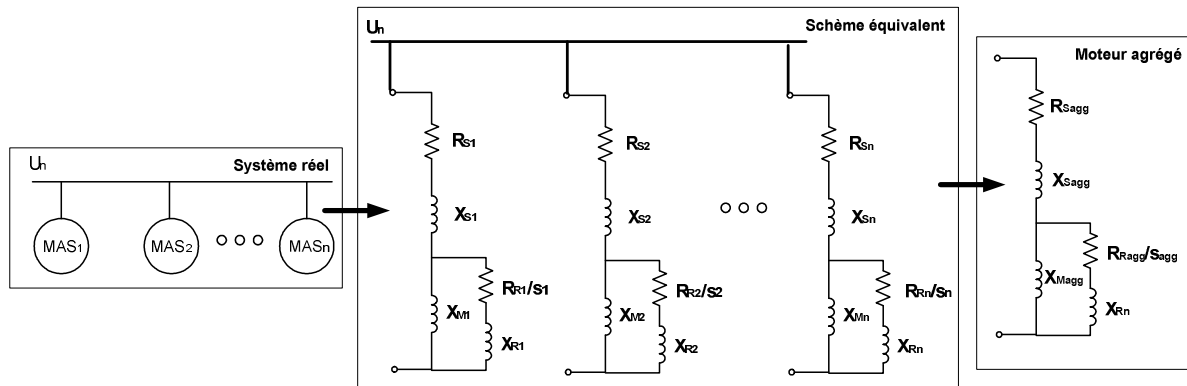 Un
Système réel
MAS1
MAS2
MASn
Un
Schème équivalent
RS1
XS1
RR1/s1
XM1
XR1
RS2
XS2
RR2/s2
XM2
XR2
RSn
XSn
RRn/sn
XMn
XRn
Moteur agrégé
RSagg
XSagg
RRagg/sagg
XMagg
XRn